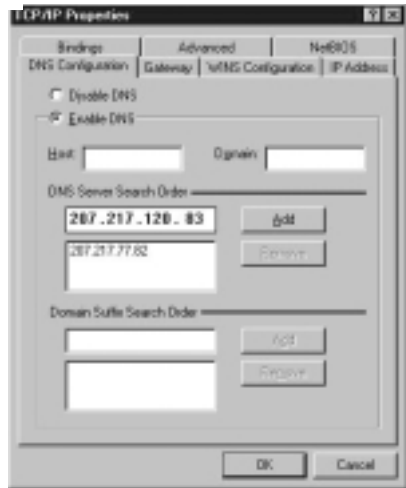 TCP/IP Properties
Bindings Advanced NetBIOS
DNS Configuration Gateway WINS Configuration IP Address
Disable DNS
Enable DNS
Host: Domain:
DNS Server Search Order
207.217.120.83 Add
207.217.77.82 Remove
Domain Suffix Search Order
Add
Remove
OK Cancel